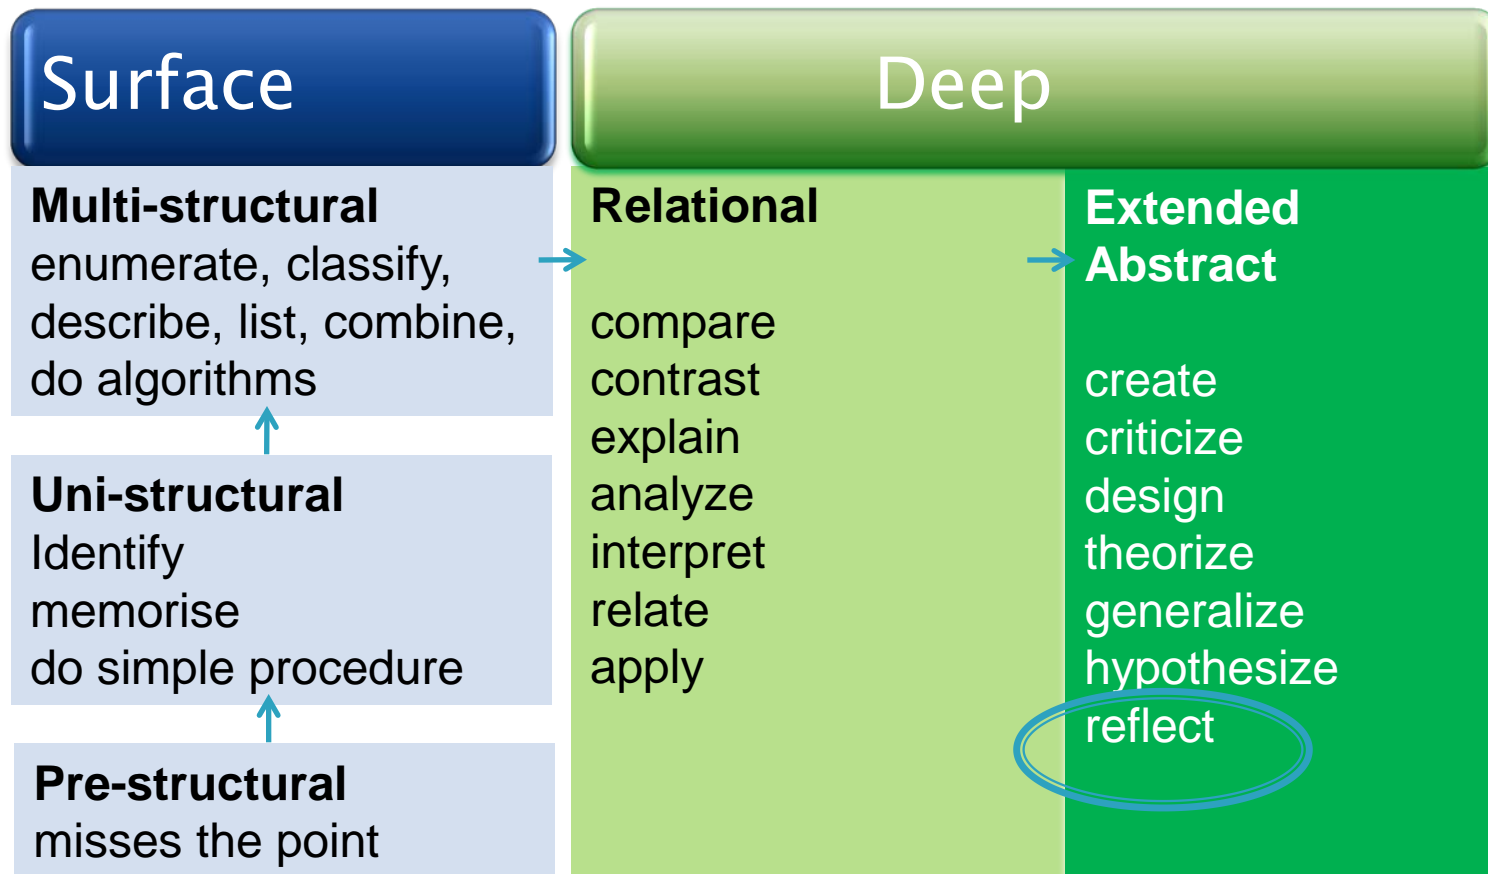 Surface
Deep
Multi-structural
enumerate, classify,
describe, list, combine,
do algorithms
Uni-structural
Identify
memorise
do simple procedure
Pre-structural
misses the point
Relational
compare
contrast
explain
analyze
interpret
relate
apply
Extended
Abstract
create
criticize
design
theorize
generalize
hypothesize
reflect